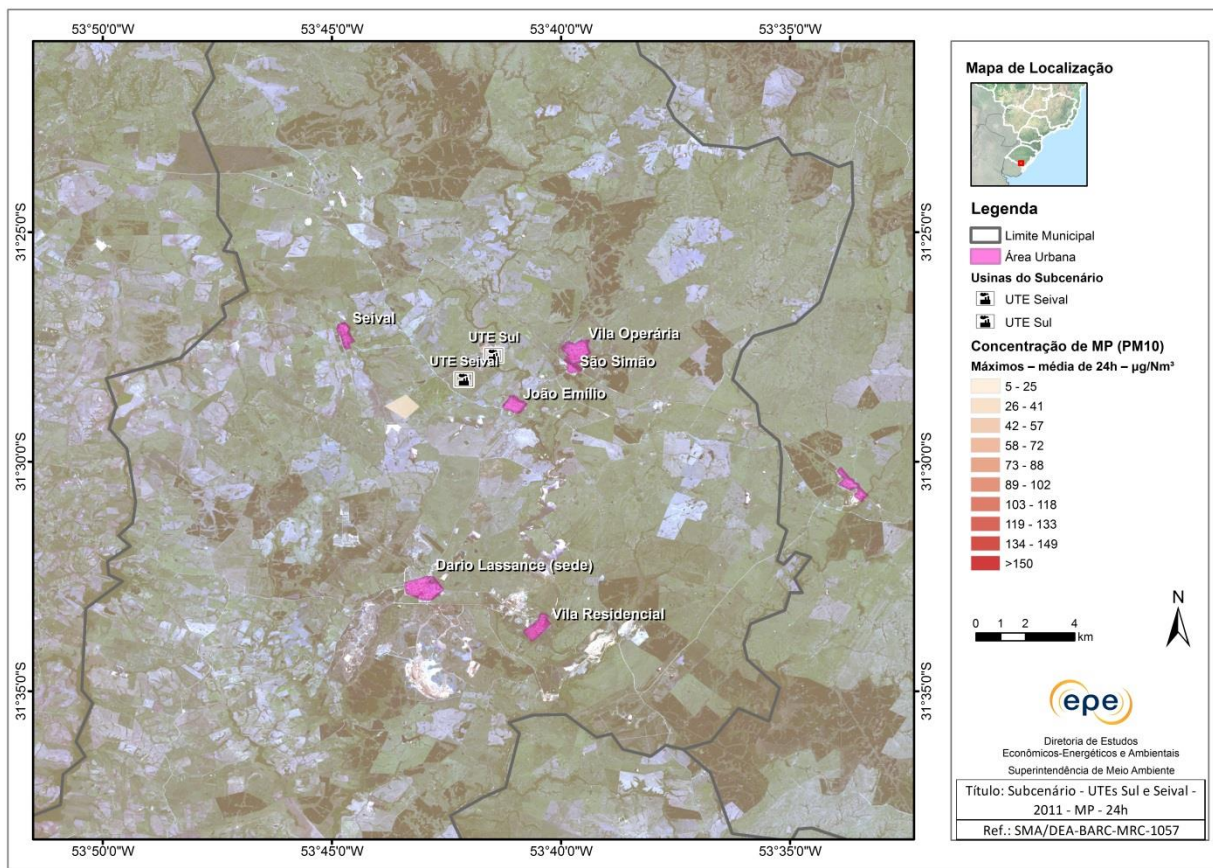 53°50'0"W
53°45'0"W
53°40'0"W
53°35'0"W
31°25'0"S
31°25'0"S
Seival
UTE Sul
UTE Seival
Vila Operária
São Simão
João Emílio
31°30'0"S
31°30'0"S
Dario Lassance (sede)
Vila Residencial
31°35'0"S
31°35'0"S
53°50'0"W
53°45'0"W
53°40'0"W
53°35'0"W
Mapa de Localização
Legenda
Limite Municipal
Área Urbana
Usinas do Subcenário
UTE Seival
UTE Sul
Concentração de MP (PM10)
Máximos – média de 24h – µg/Nm³
5 - 25
26 - 41
42 - 57
58 - 72
73 - 88
89 - 102
103 - 118
119 - 133
134 - 149
>150
N
0 1 2 4
km
epe
Diretoria de Estudos
Econômicos-Energéticos e Ambientais
Superintendência de Meio Ambiente
Título: Subcenário - UTEs Sul e Seival -
2011 - MP - 24h
Ref.: SMA/DEA-BARC-MRC-1057